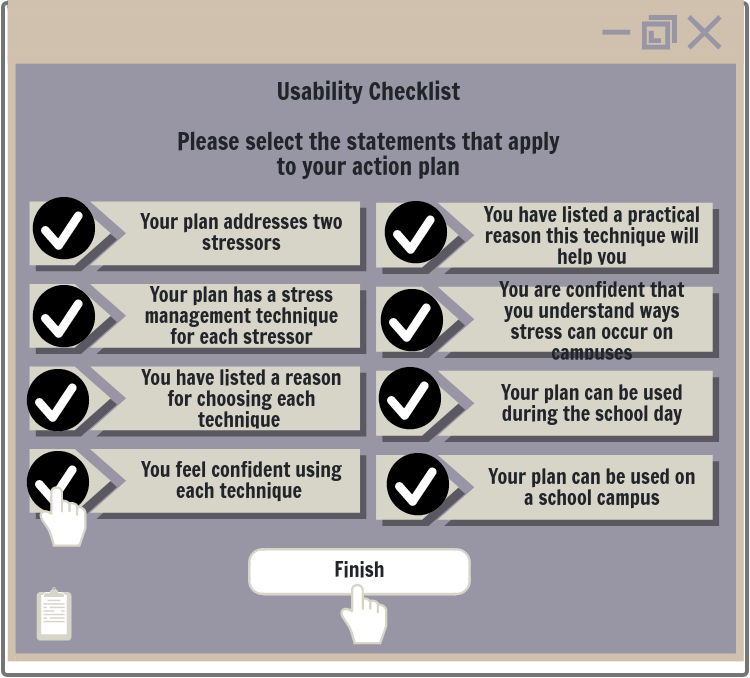 Usability Checklist
Please select the statements that apply
to your action plan
Your plan addresses two
stressors
Your plan has a stress
management technique
for each stressor
You have listed a reason
for choosing each
technique
You feel confident using
each technique
You have listed a practical
reason this technique will
help you
You are confident that
you understand ways
stress can occur on
campuses
Your plan can be used
during the school day
Your plan can be used on
a school campus
Finish